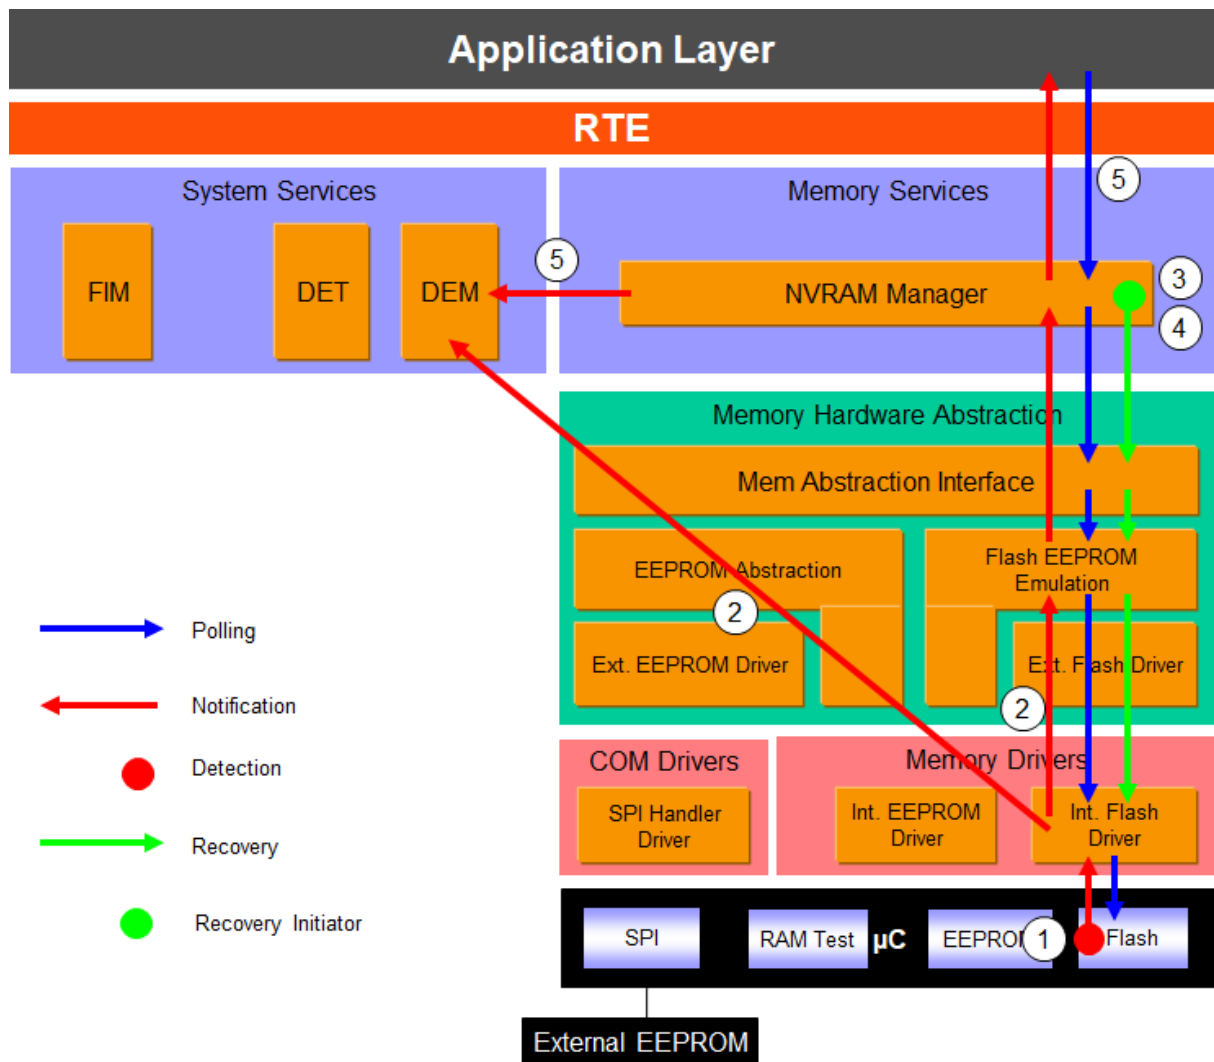 Application Layer
RTE
System Services
Memory Services
5
FIM
DET
DEM
5
NVRAM Manager
3
4
Memory Hardware Abstraction
Mem Abstraction Interface
EEPROM Abstraction
Flash EEPROM
Emulation
2
Ext. EEPROM Driver
Ext. Flash Driver
2
Polling
Notification
Detection
Recovery
Recovery Initiator
COM Drivers
Memory Drivers
SPI Handler
Driver
Int. EEPROM
Driver
Int. Flash
Driver
SPI
RAM Test
µC
EEPROM
1
Flash
External EEPROM